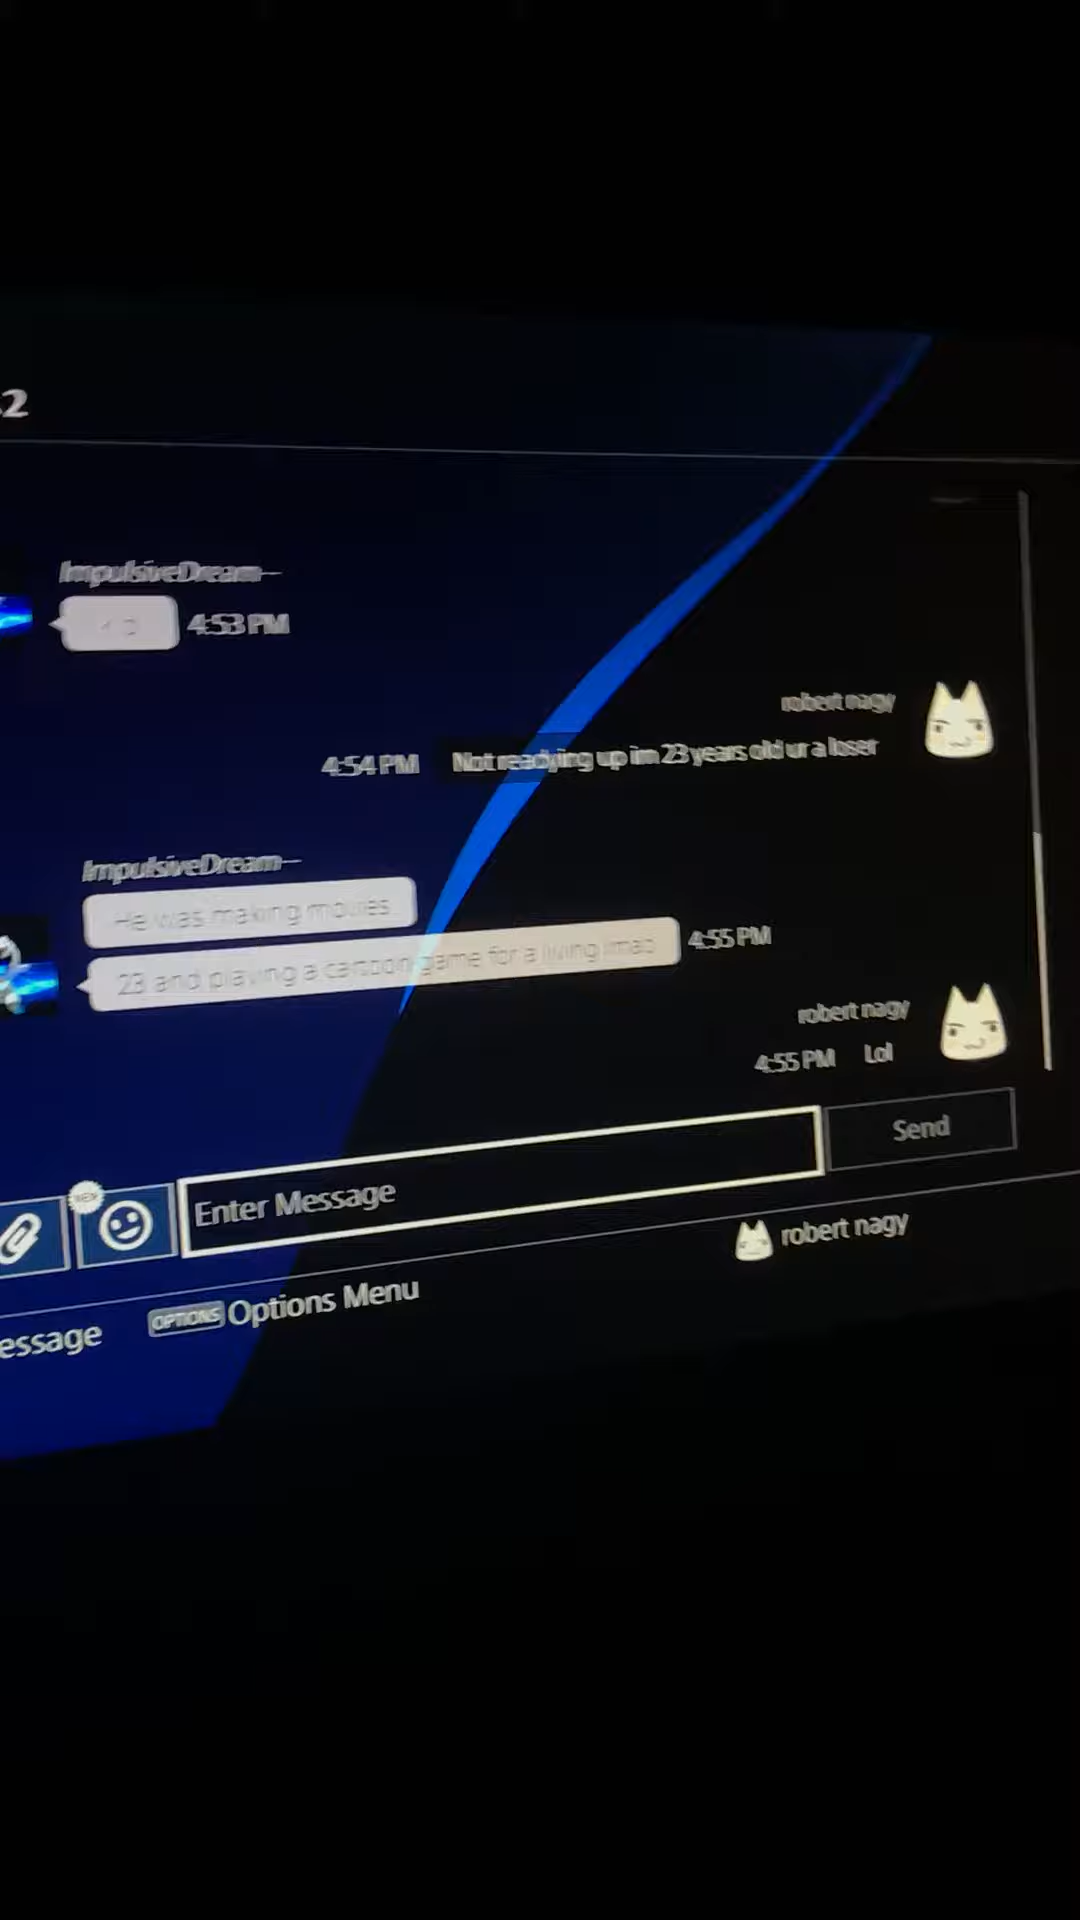 .2
ImpulsiveDream--
4:53 PM
robert nagy
4:54 PM Not readying up im 23 years old ur a loser
ImpulsiveDream--
He was making movies
23 and playing a cartoon game for a living lmao 4:55 PM
robert nagy
4:55 PM Lol
NEW
Enter Message
Send
robert nagy
essage
OPTIONS Options Menu